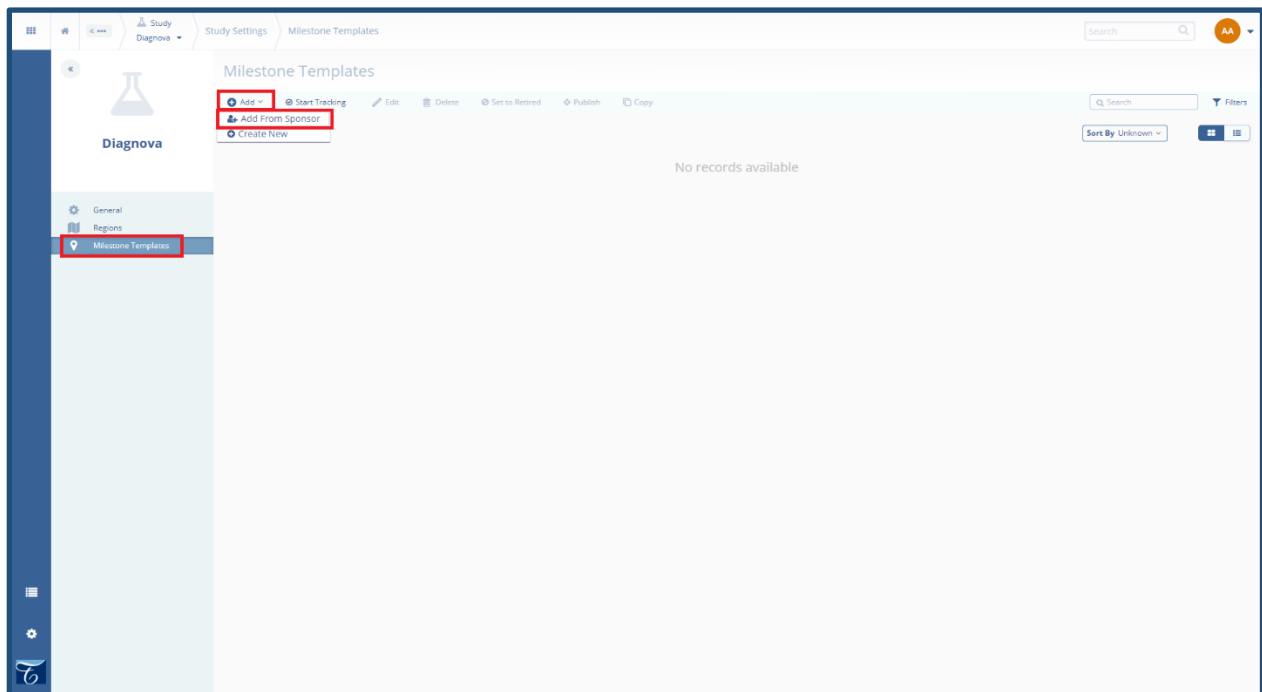 Study
Diagnova
Study Settings
Milestone Templates
Search
AA
Milestone Templates
Add
Start Tracking
Edit
Delete
Set to Retired
Publish
Copy
Search
Filters
Add From Sponsor
Create New
Sort By Unknown
Diagnova
No records available
General
Regions
Milestone Templates